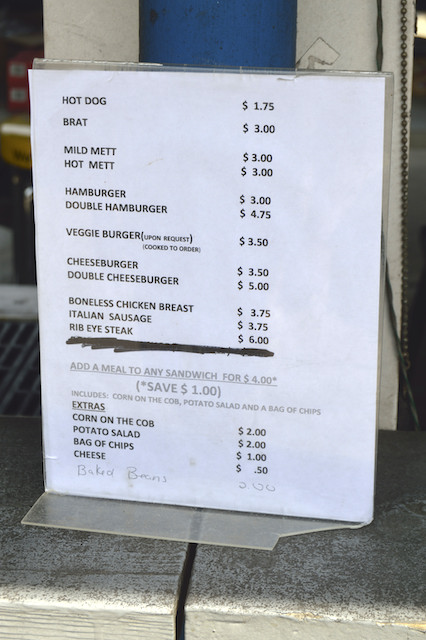 HOT DOG $ 1.75
BRAT $ 3.00
MILD METT $ 3.00
HOT METT $ 3.00
HAMBURGER $ 3.00
DOUBLE HAMBURGER $ 4.75
VEGGIE BURGER(UPON REQUEST) $ 3.50
(COOKED TO ORDER)
CHEESEBURGER $ 3.50
DOUBLE CHEESEBURGER $ 5.00
BONELESS CHICKEN BREAST $ 3.75
ITALIAN SAUSAGE $ 3.75
RIB EYE STEAK $ 6.00
ADD A MEAL TO ANY SANDWICH FOR $ 4.00*
(*SAVE $ 1.00)
INCLUDES: CORN ON THE COB, POTATO SALAD AND A BAG OF CHIPS
EXTRAS
CORN ON THE COB $ 2.00
POTATO SALAD $ 2.00
BAG OF CHIPS $ 1.00
CHEESE $ .50
Baked Beans 2.00